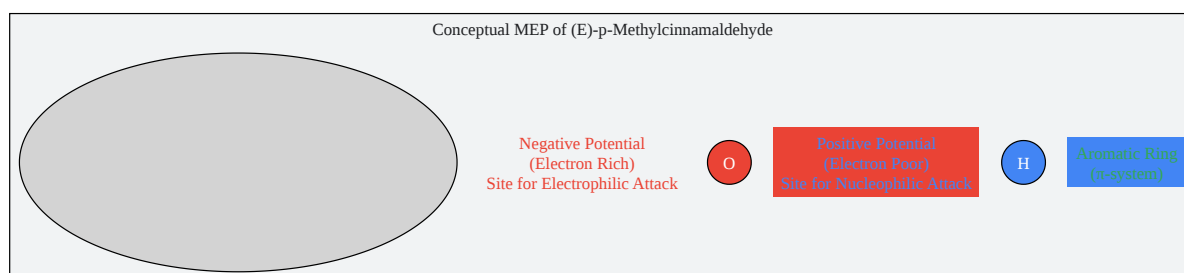 Conceptual MEP of (E)-p-Methylcinnamaldehyde
Negative Potential
(Electron Rich)
Site for Electrophilic Attack
O
Positive Potential
(Electron Poor)
Site for Nucleophilic Attack
H
Aromatic Ring
(π-system)